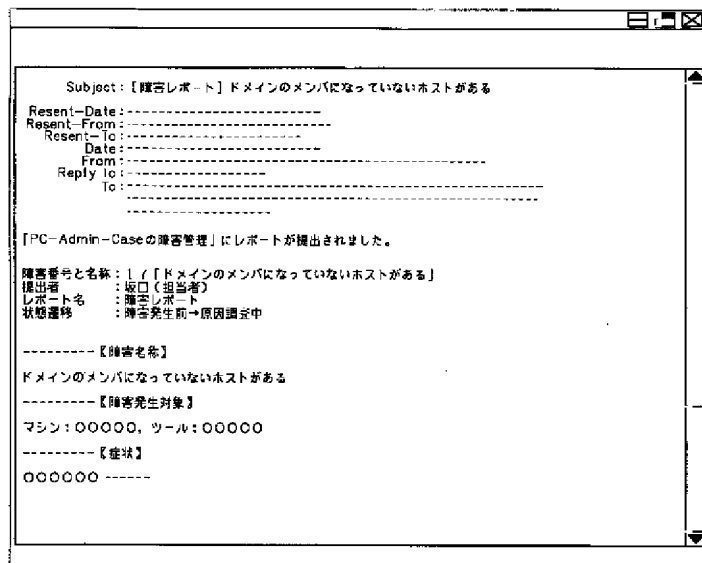 Subject：【障害レポート】ドメインのメンバになっていないホストがある
Resent-Date：----------------------------
Resent-From：-----------------------------
Resent-To：-------------------------
Date：----------------------------
From：----------------------------------------------------
Reply To：--------------------
To：------------------------------------------------------------
------------------------------------------------------------
---------------------
「PC-Admin-Caseの障害管理」にレポートが提出されました。
障害番号と名称：1 /「ドメインのメンバになっていないホストがある」
提出者：坂口（担当者）
レポート名：障害レポート
状態遷移：障害発生前→原因調査中
---------【障害名称】
ドメインのメンバになっていないホストがある
---------【障害発生対象】
マシン：○○○○○，ツール：○○○○○
---------【症状】
○○○○○○ ------